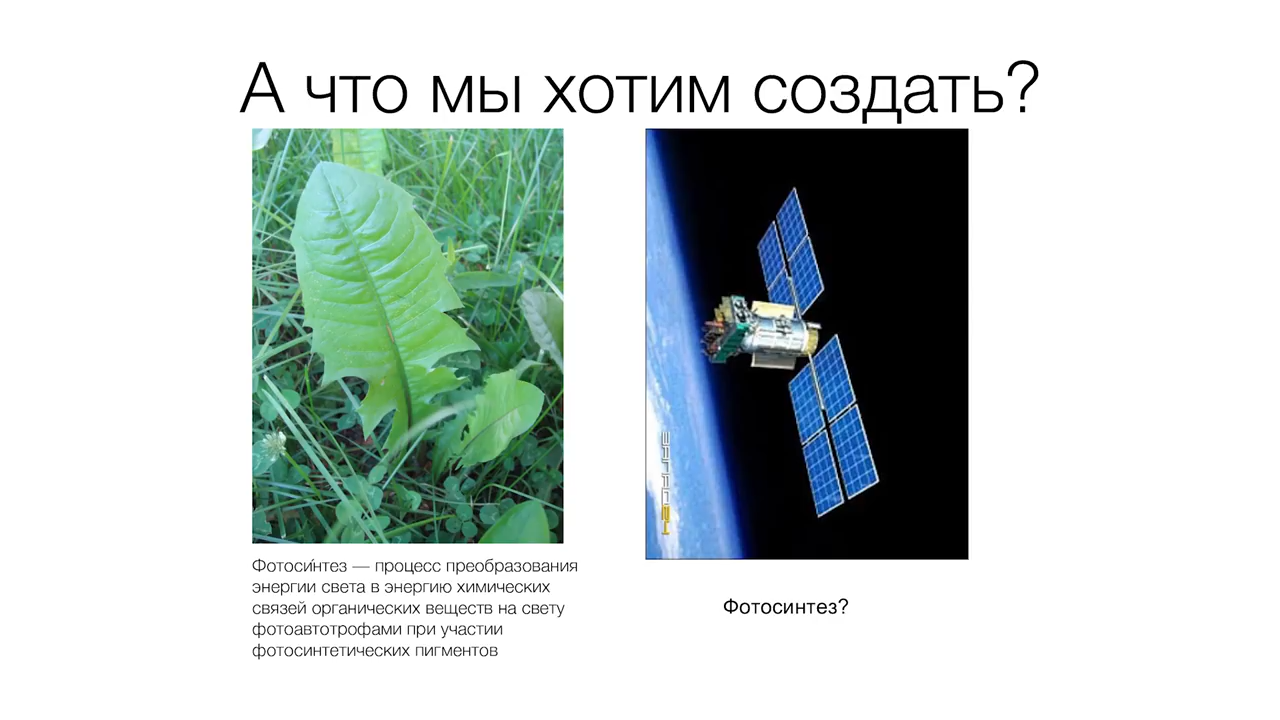 А что мы хотим создать?
Фотоси́нтез — процесс преобразования
энергии света в энергию химических
связей органических веществ на свету
фотоавтотрофами при участии
фотосинтетических пигментов
Фотосинтез?